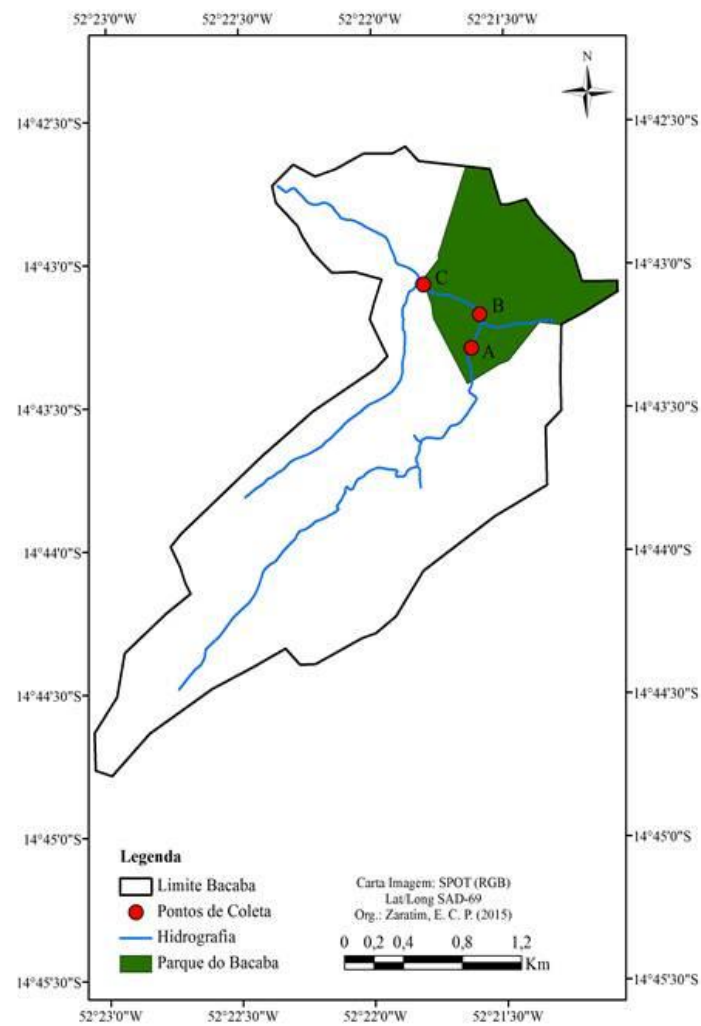 52°23'0"W 52°22'30"W 52°22'0"W 52°21'30"W
N
14°42'30"S 14°42'30"S
14°43'0"S 14°43'0"S
C
B
A
14°43'30"S 14°43'30"S
14°44'0"S 14°44'0"S
14°44'30"S 14°44'30"S
14°45'0"S 14°45'0"S
Legenda
Limite Bacaba
Pontos de Coleta
Hidrografia
Parque do Bacaba
Carta Imagem: SPOT (RGB)
Lat/Long SAD-69
Org.: Zaratim, E. C. P. (2015)
0 0,2 0,4 0,8 1,2
Km
14°45'30"S 14°45'30"S
52°23'0"W 52°22'30"W 52°22'0"W 52°21'30"W